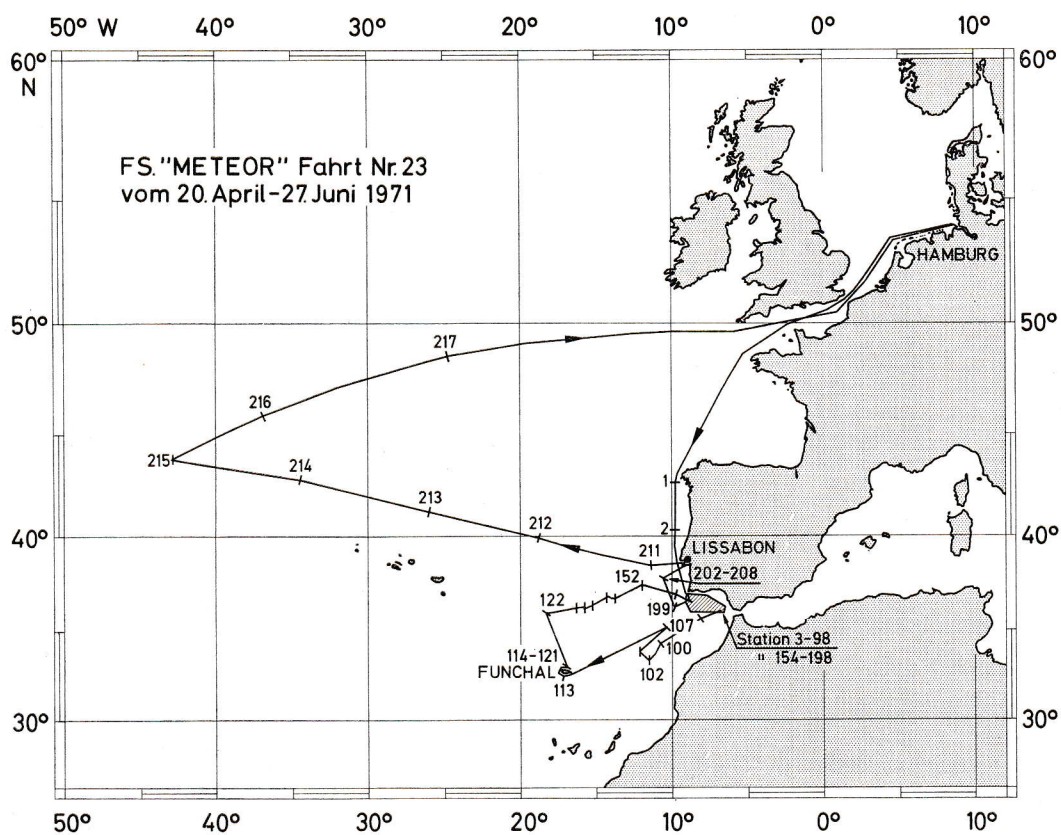 50° W 40° 30° 20° 10° 0° 10°
60° 60°
N
FS. "METEOR" Fahrt Nr. 23
vom 20. April-27. Juni 1971
HAMBURG
50° 50°
217
216
215
214
213
212
211
1
2
40° 40°
LISSABON
202-208
152
122
199
107
Station 3-98
" 154-198
100
114-121
102
FUNCHAL
113
30° 30°
50° 40° 30° 20° 10° 0° 10°